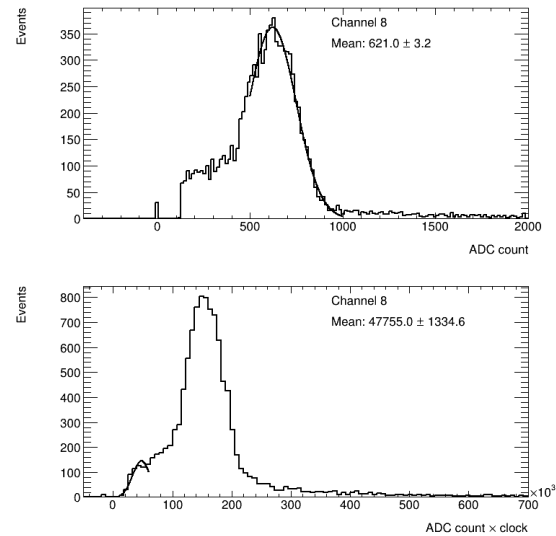 Events
350
300
250
200
150
100
50
0
Channel 8
Mean: 621.0 ± 3.2
0 500 1000 1500 2000
ADC count
Events
800
700
600
500
400
300
200
100
0
Channel 8
Mean: 47755.0 ± 1334.6
0 100 200 300 400 500 600 700
×10³
ADC count × clock